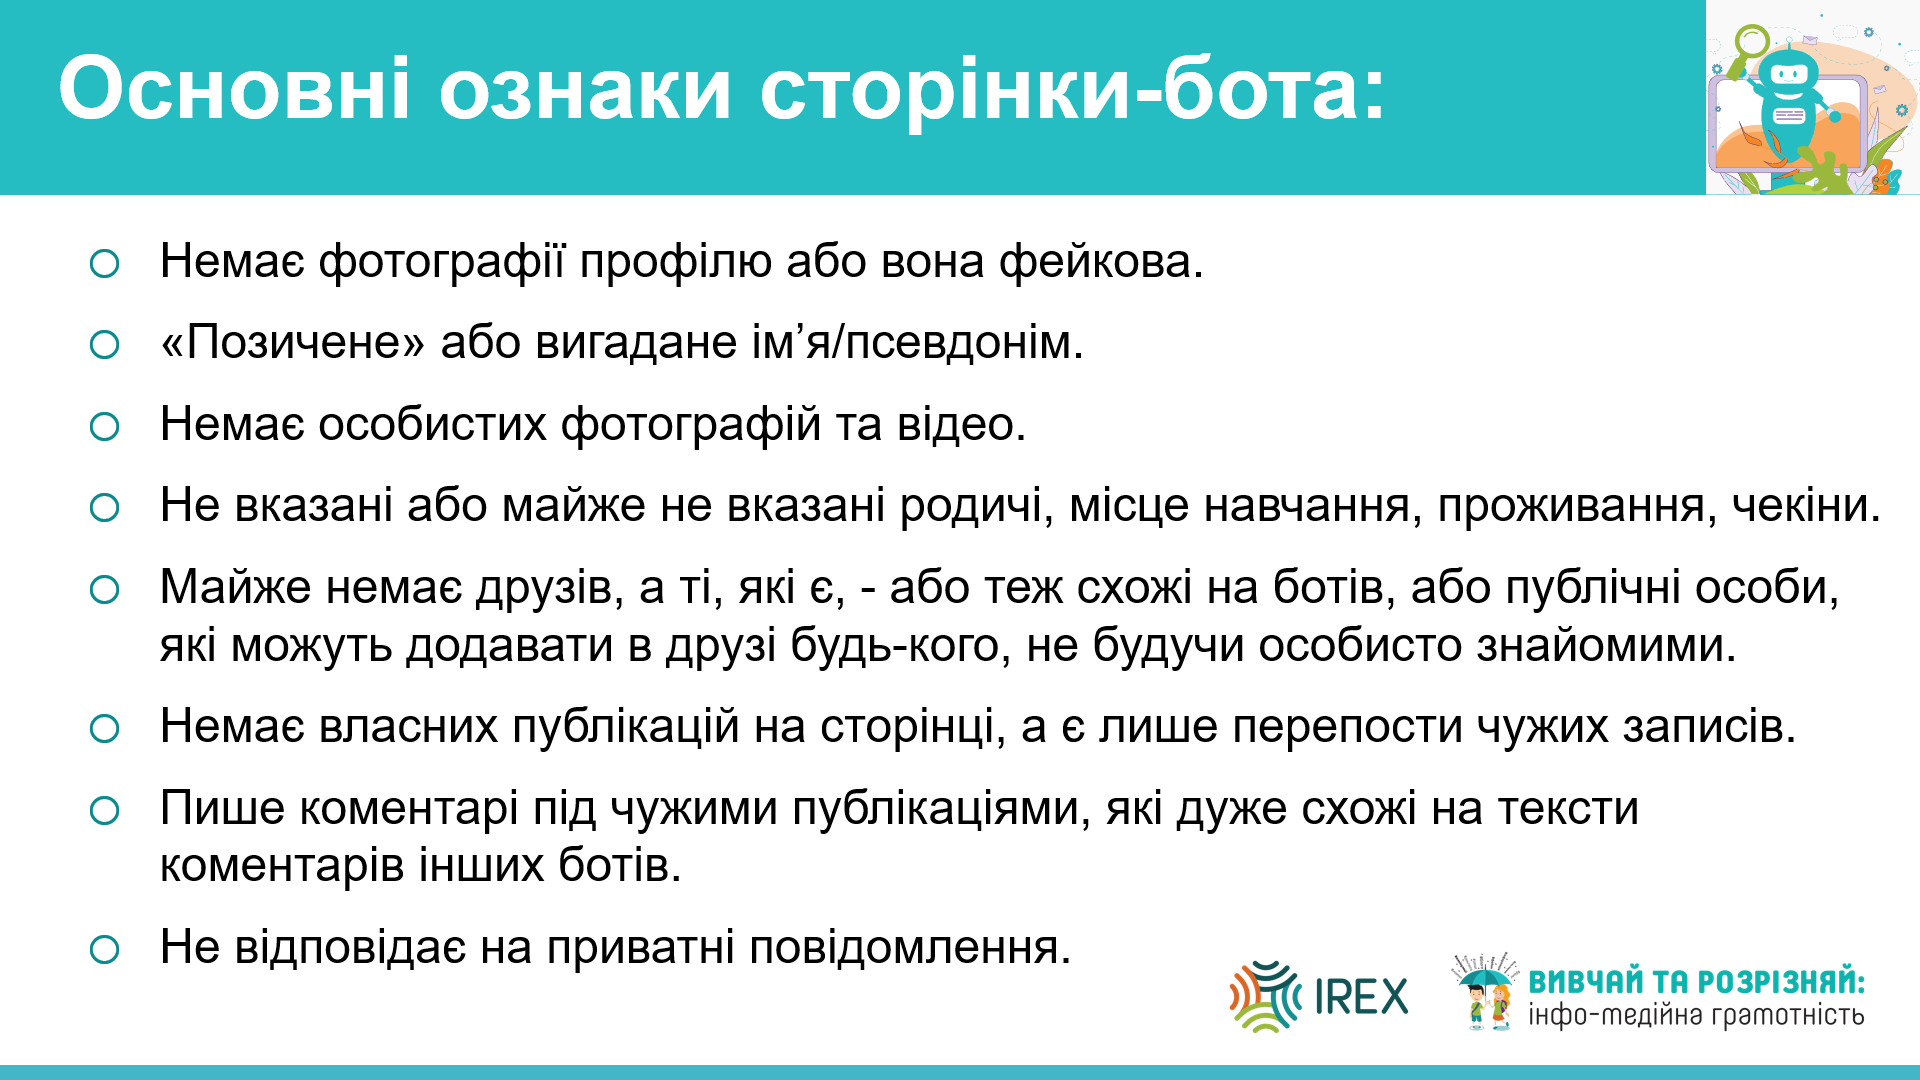 Основні ознаки сторінки-бота:
Немає фотографії профілю або вона фейкова.
«Позичене» або вигадане ім’я/псевдонім.
Немає особистих фотографій та відео.
Не вказані або майже не вказані родичі, місце навчання, проживання, чекіни.
Майже немає друзів, а ті, які є, - або теж схожі на ботів, або публічні особи,
які можуть додавати в друзі будь-кого, не будучи особисто знайомими.
Немає власних публікацій на сторінці, а є лише перепости чужих записів.
Пише коментарі під чужими публікаціями, які дуже схожі на тексти
коментарів інших ботів.
Не відповідає на приватні повідомлення.
IREX
ВИВЧАЙ ТА РОЗРІЗНЯЙ:
інфо-медійна грамотність